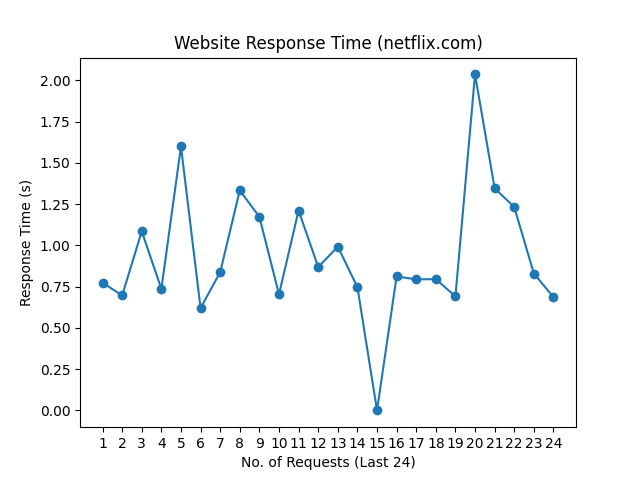 Website Response Time (netflix.com)
Response Time (s)
2.00
1.75
1.50
1.25
1.00
0.75
0.50
0.25
0.00
1 2 3 4 5 6 7 8 9 10 11 12 13 14 15 16 17 18 19 20 21 22 23 24
No. of Requests (Last 24)